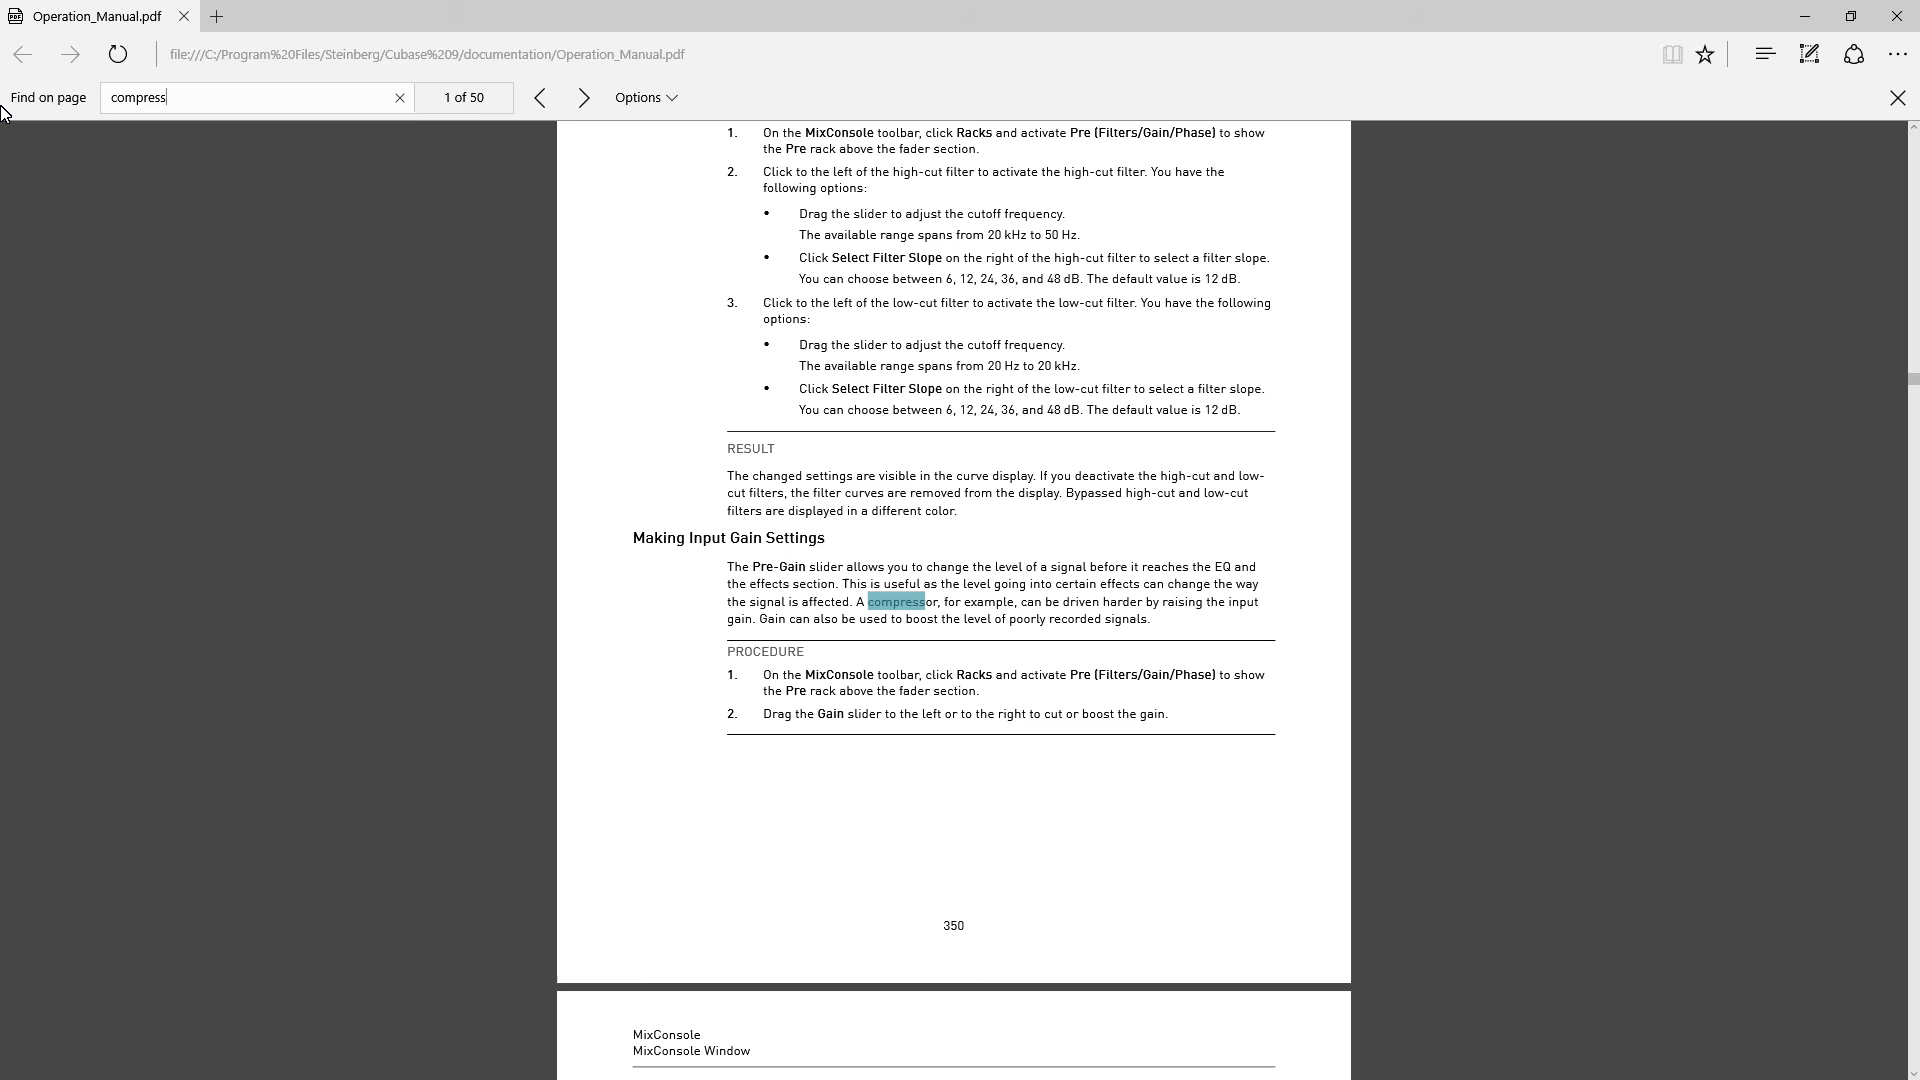 Operation_Manual.pdf
file:///C:/Program%20Files/Steinberg/Cubase%209/documentation/Operation_Manual.pdf
Find on page compress 1 of 50 Options
1. On the MixConsole toolbar, click Racks and activate Pre (Filters/Gain/Phase) to show
the Pre rack above the fader section.
2. Click to the left of the high-cut filter to activate the high-cut filter. You have the
following options:
• Drag the slider to adjust the cutoff frequency.
The available range spans from 20 kHz to 50 Hz.
• Click Select Filter Slope on the right of the high-cut filter to select a filter slope.
You can choose between 6, 12, 24, 36, and 48 dB. The default value is 12 dB.
3. Click to the left of the low-cut filter to activate the low-cut filter. You have the following
options:
• Drag the slider to adjust the cutoff frequency.
The available range spans from 20 Hz to 20 kHz.
• Click Select Filter Slope on the right of the low-cut filter to select a filter slope.
You can choose between 6, 12, 24, 36, and 48 dB. The default value is 12 dB.
RESULT
The changed settings are visible in the curve display. If you deactivate the high-cut and low-
cut filters, the filter curves are removed from the display. Bypassed high-cut and low-cut
filters are displayed in a different color.
Making Input Gain Settings
The Pre-Gain slider allows you to change the level of a signal before it reaches the EQ and
the effects section. This is useful as the level going into certain effects can change the way
the signal is affected. A compressor, for example, can be driven harder by raising the input
gain. Gain can also be used to boost the level of poorly recorded signals.
PROCEDURE
1. On the MixConsole toolbar, click Racks and activate Pre (Filters/Gain/Phase) to show
the Pre rack above the fader section.
2. Drag the Gain slider to the left or to the right to cut or boost the gain.
350
MixConsole
MixConsole Window